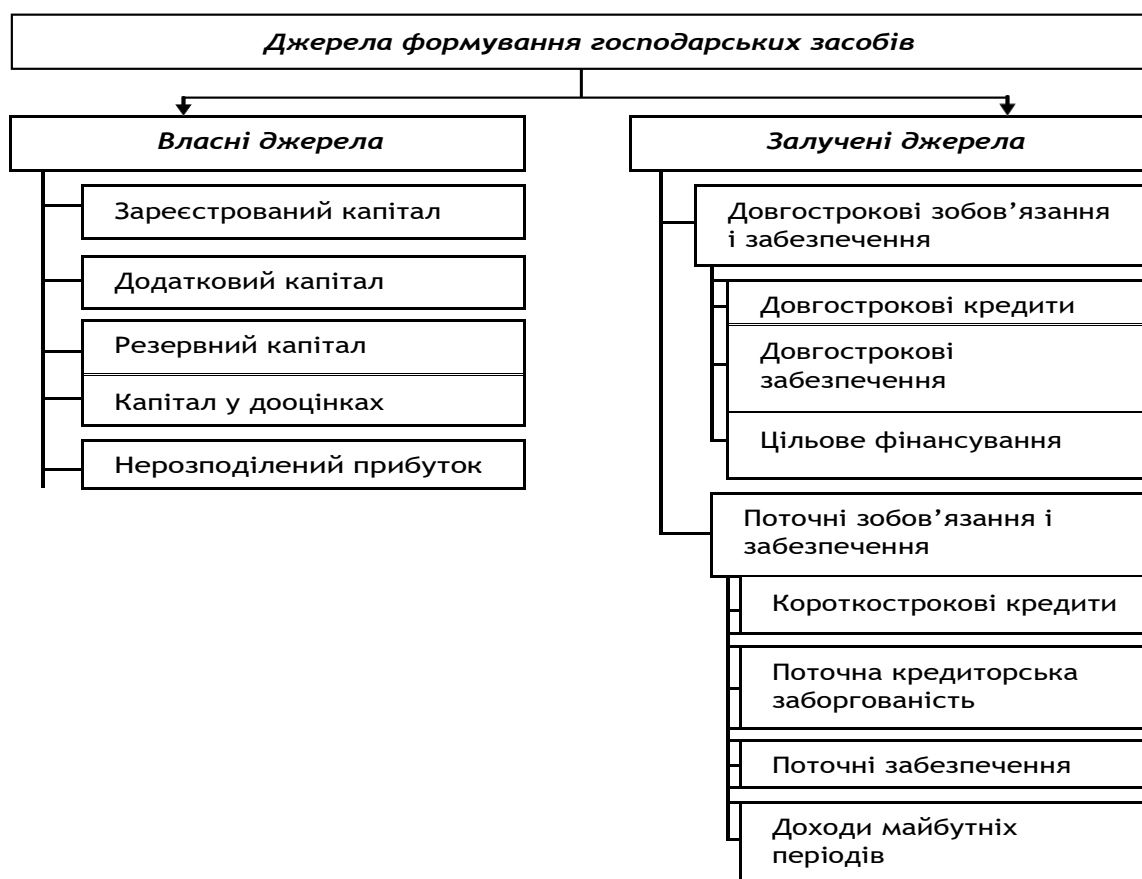 Джерела формування господарських засобів
Власні джерела
Зареєстрований капітал
Додатковий капітал
Резервний капітал
Капітал у дооцінках
Нерозподілений прибуток
Залучені джерела
Довгострокові зобов’язання
і забезпечення
Довгострокові кредити
Довгострокові
забезпечення
Цільове фінансування
Поточні зобов’язання і
забезпечення
Короткострокові кредити
Поточна кредиторська
заборгованість
Поточні забезпечення
Доходи майбутніх
періодів